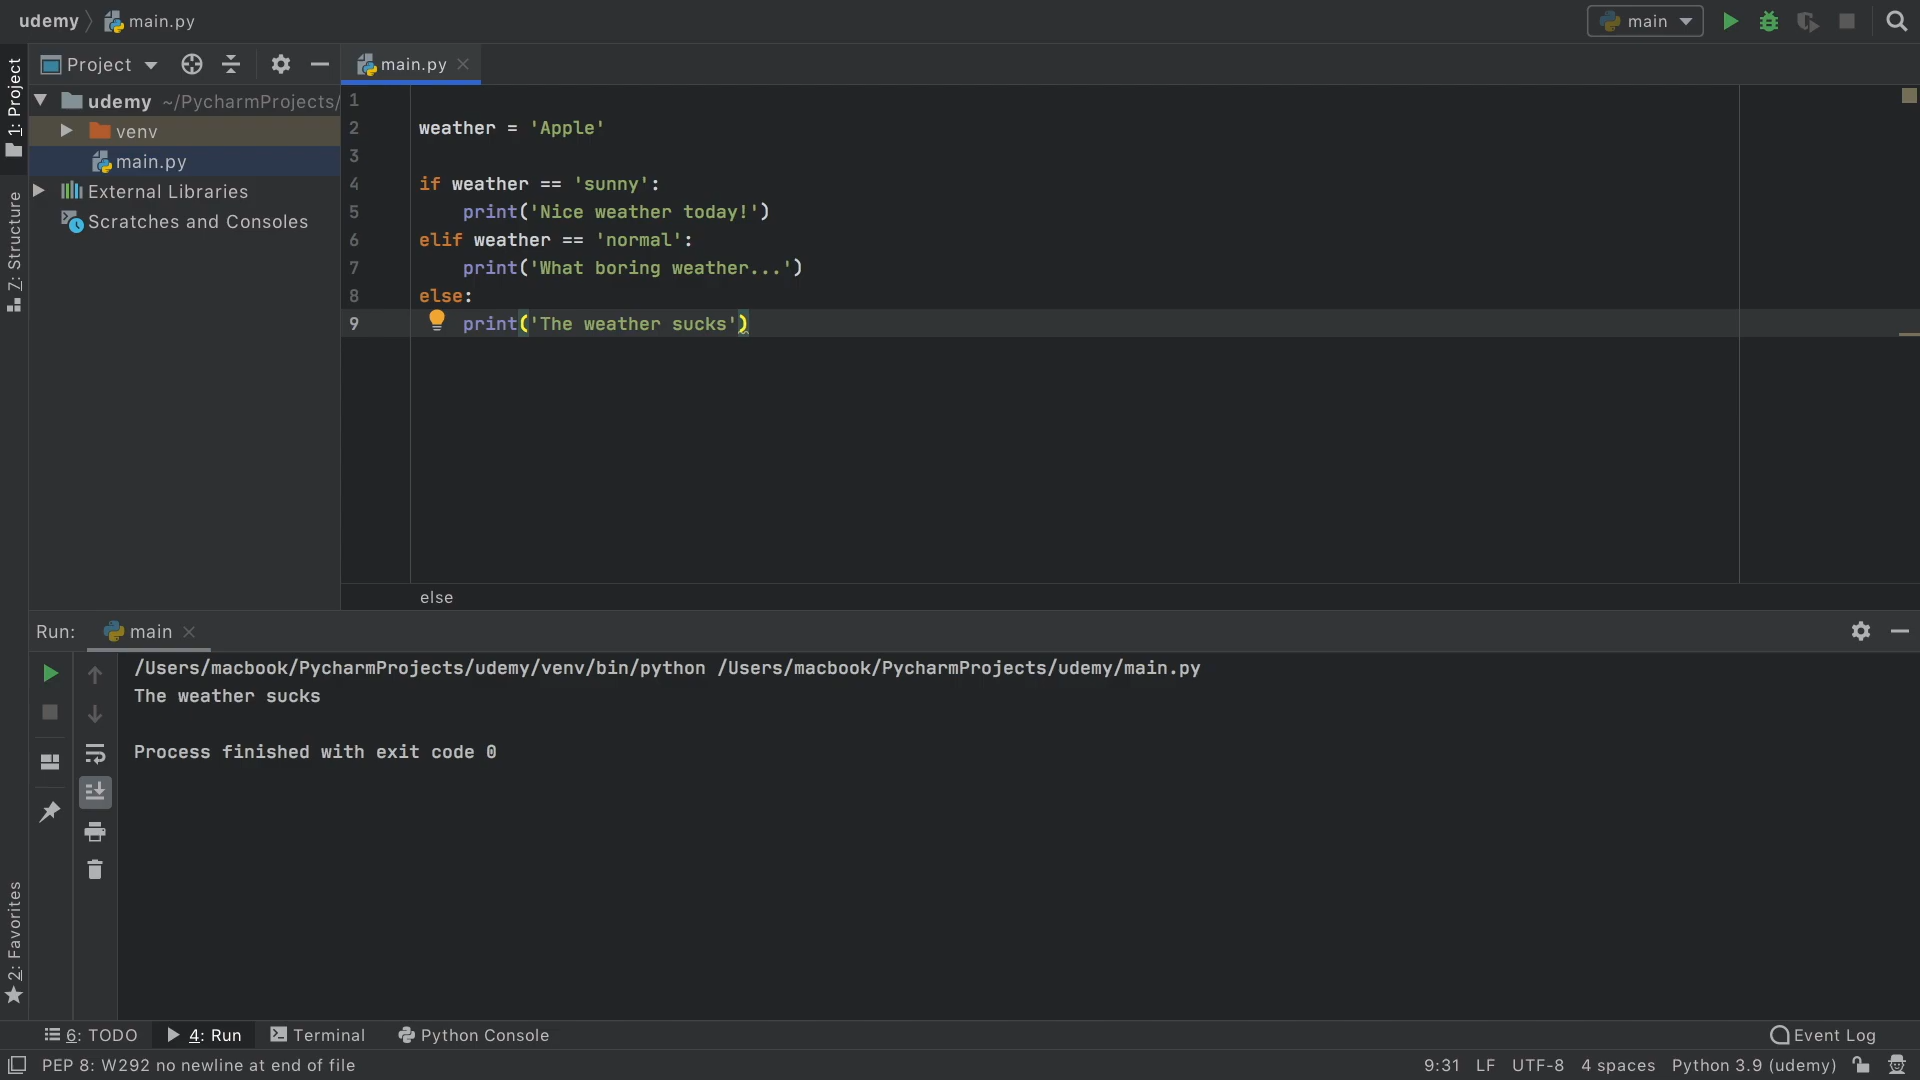 udemy main.py
main
Project
main.py
1: Project
7: Structure
2: Favorites
udemy ~/PycharmProjects/
venv
main.py
External Libraries
Scratches and Consoles
1
2 weather = 'Apple'
3
4 if weather == 'sunny':
5 print('Nice weather today!')
6 elif weather == 'normal':
7 print('What boring weather...')
8 else:
9 print('The weather sucks')
else
Run: main
/Users/macbook/PycharmProjects/udemy/venv/bin/python /Users/macbook/PycharmProjects/udemy/main.py
The weather sucks
Process finished with exit code 0
6: TODO 4: Run Terminal Python Console Event Log
PEP 8: W292 no newline at end of file 9:31 LF UTF-8 4 spaces Python 3.9 (udemy)